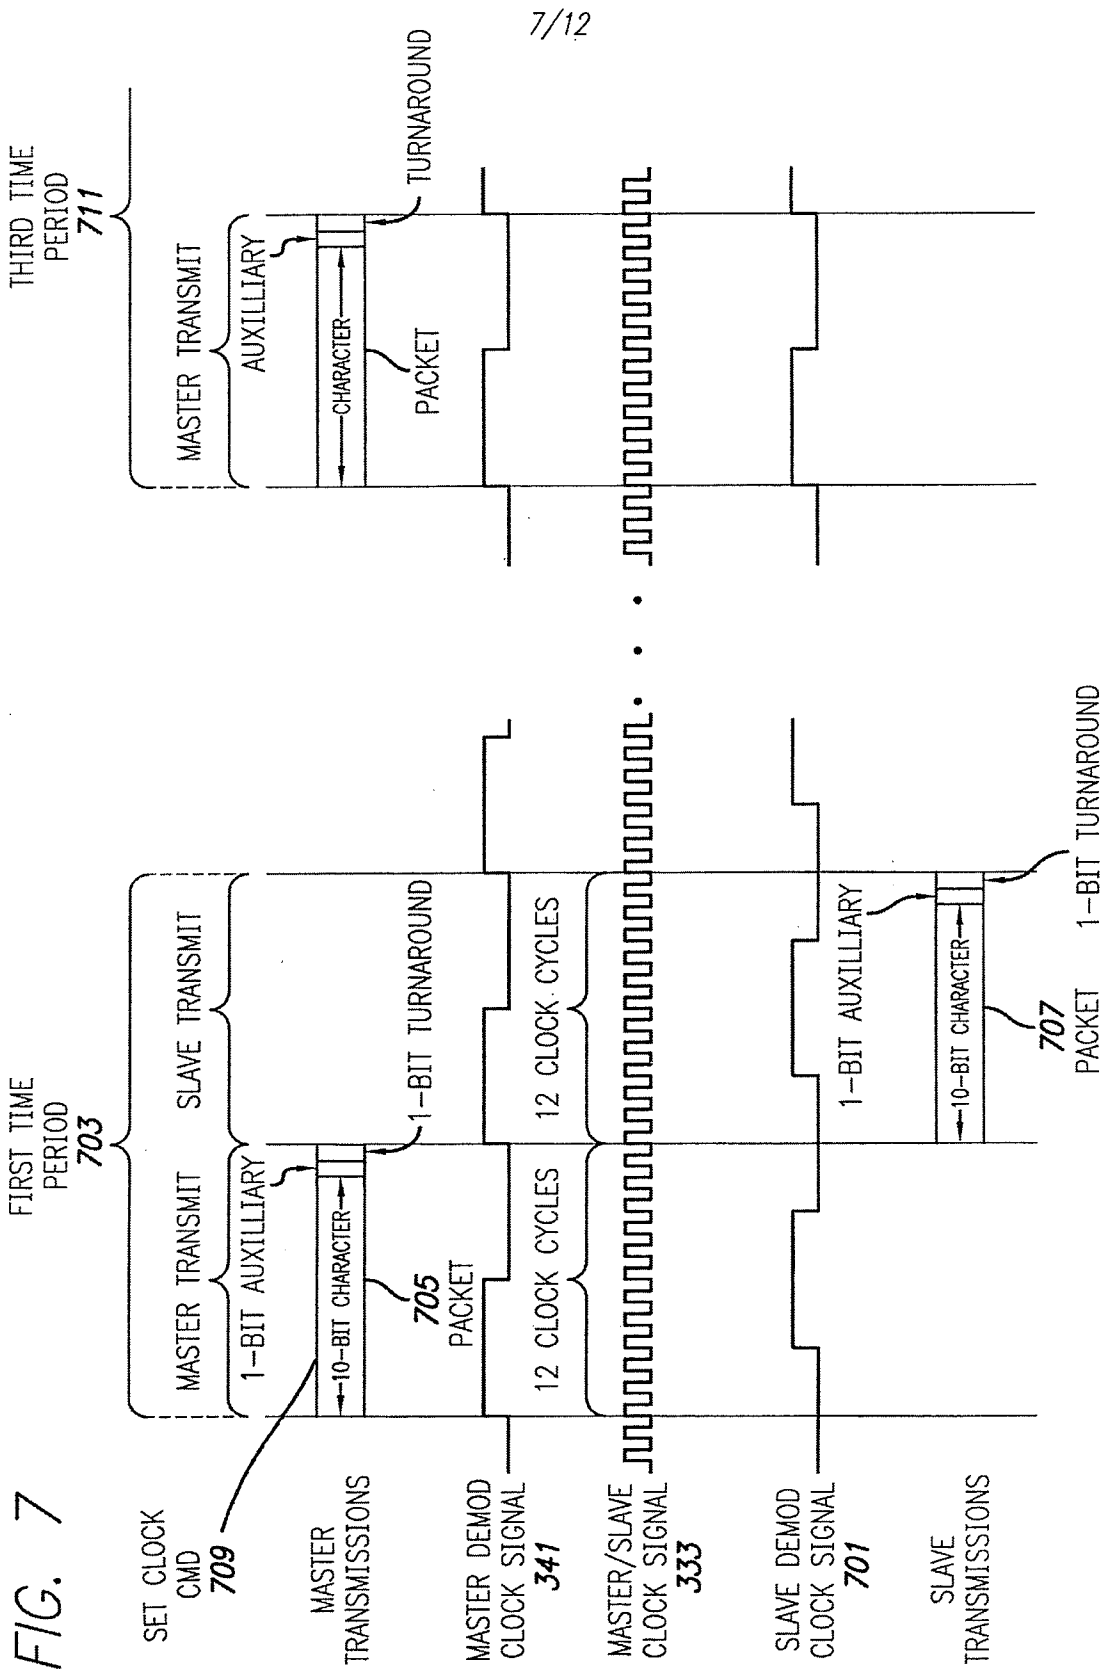 7/12
FIG. 7
FIRST TIME
PERIOD
703
THIRD TIME
PERIOD
711
SET CLOCK
CMD
709
MASTER TRANSMIT
SLAVE TRANSMIT
MASTER TRANSMIT
1-BIT AUXILLIARY
AUXILLIARY
MASTER
TRANSMISSIONS
10-BIT CHARACTER
CHARACTER
705
PACKET
1-BIT TURNAROUND
PACKET
TURNAROUND
MASTER DEMOD
CLOCK SIGNAL
341
12 CLOCK CYCLES
12 CLOCK CYCLES
MASTER/SLAVE
CLOCK SIGNAL
333
SLAVE DEMOD
CLOCK SIGNAL
701
1-BIT AUXILLIARY
SLAVE
TRANSMISSIONS
10-BIT CHARACTER
707
PACKET
1-BIT TURNAROUND